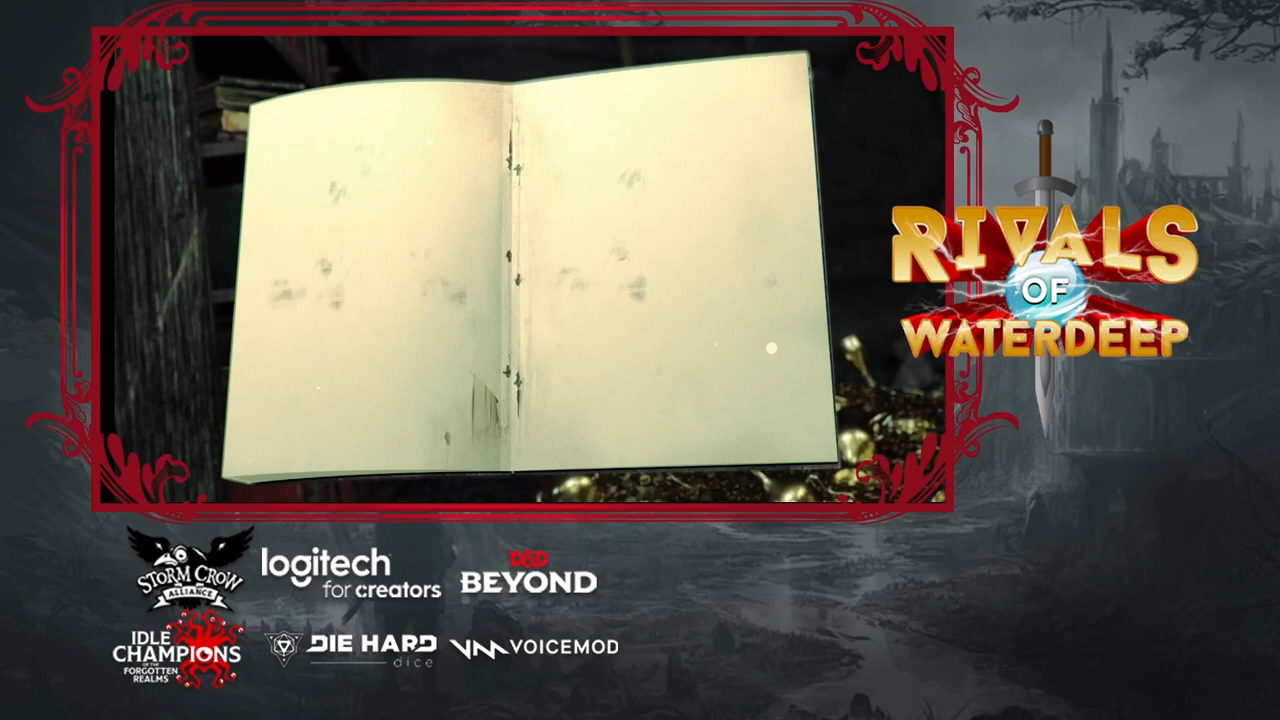 RIVALS
OF
WATERDEEP
STORM CROW
ALLIANCE
logitech
for creators
D&D
BEYOND
IDLE
CHAMPIONS
OF THE
FORGOTTEN
REALMS
DIE HARD
dice
VM VOICEMOD